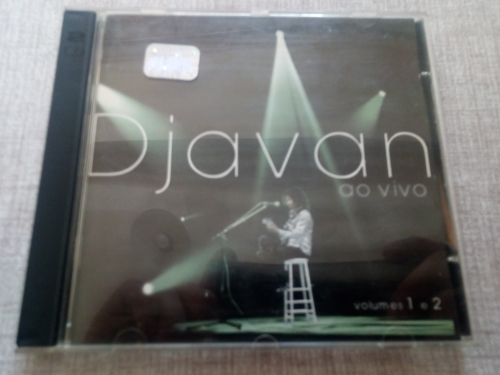 Djavan
ao vivo
volumes 1 e 2